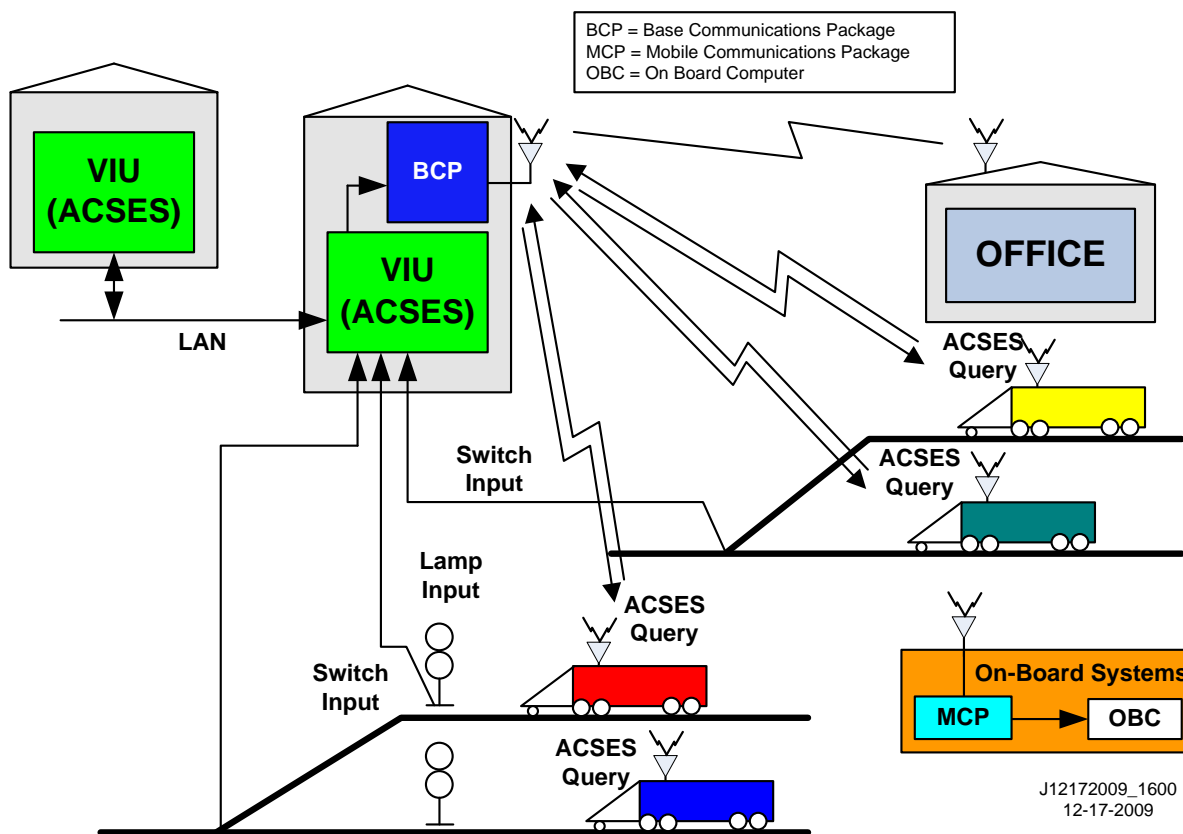 BCP = Base Communications Package
MCP = Mobile Communications Package
OBC = On Board Computer
VIU
(ACSES)
BCP
VIU
(ACSES)
LAN
OFFICE
ACSES
Query
ACSES
Query
Switch
Input
Lamp
Input
ACSES
Query
Switch
Input
On-Board Systems
MCP
OBC
ACSES
Query
J12172009_1600
12-17-2009